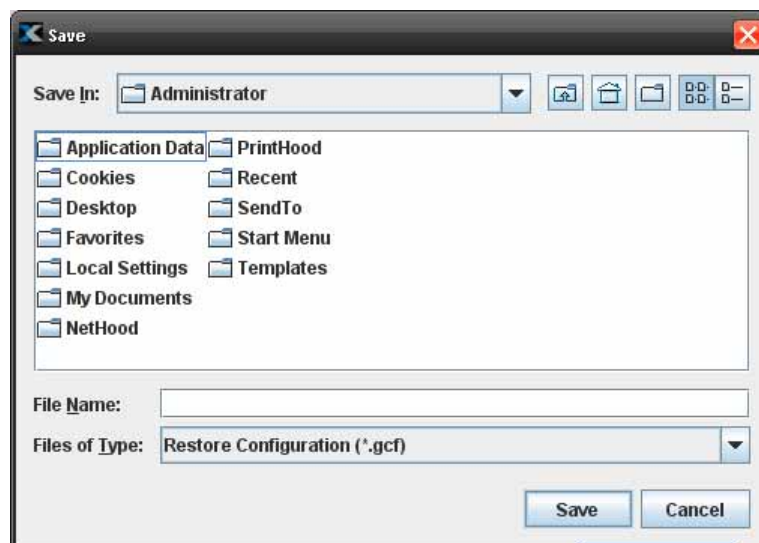 Save
Save In: Administrator
Application Data PrintHood
Cookies Recent
Desktop SendTo
Favorites Start Menu
Local Settings Templates
My Documents
NetHood
File Name:
Files of Type: Restore Configuration (*.gcf)
Save Cancel